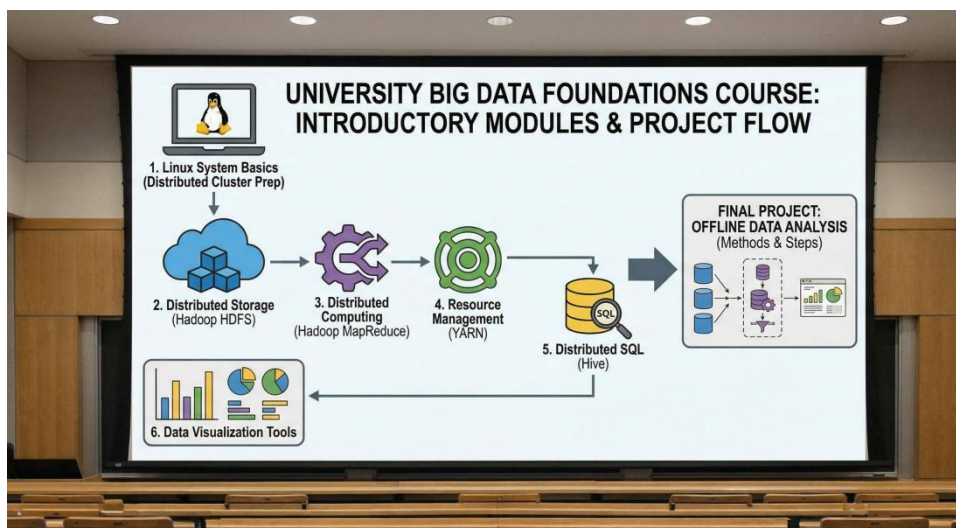 UNIVERSITY BIG DATA FOUNDATIONS COURSE:
INTRODUCTORY MODULES & PROJECT FLOW
1. Linux System Basics
(Distributed Cluster Prep)
2. Distributed Storage
(Hadoop HDFS)
3. Distributed
Computing
(Hadoop MapReduce)
4. Resource
Management
(YARN)
SQL
5. Distributed SQL
(Hive)
FINAL PROJECT:
OFFLINE DATA ANALYSIS
(Methods & Steps)
6. Data Visualization Tools